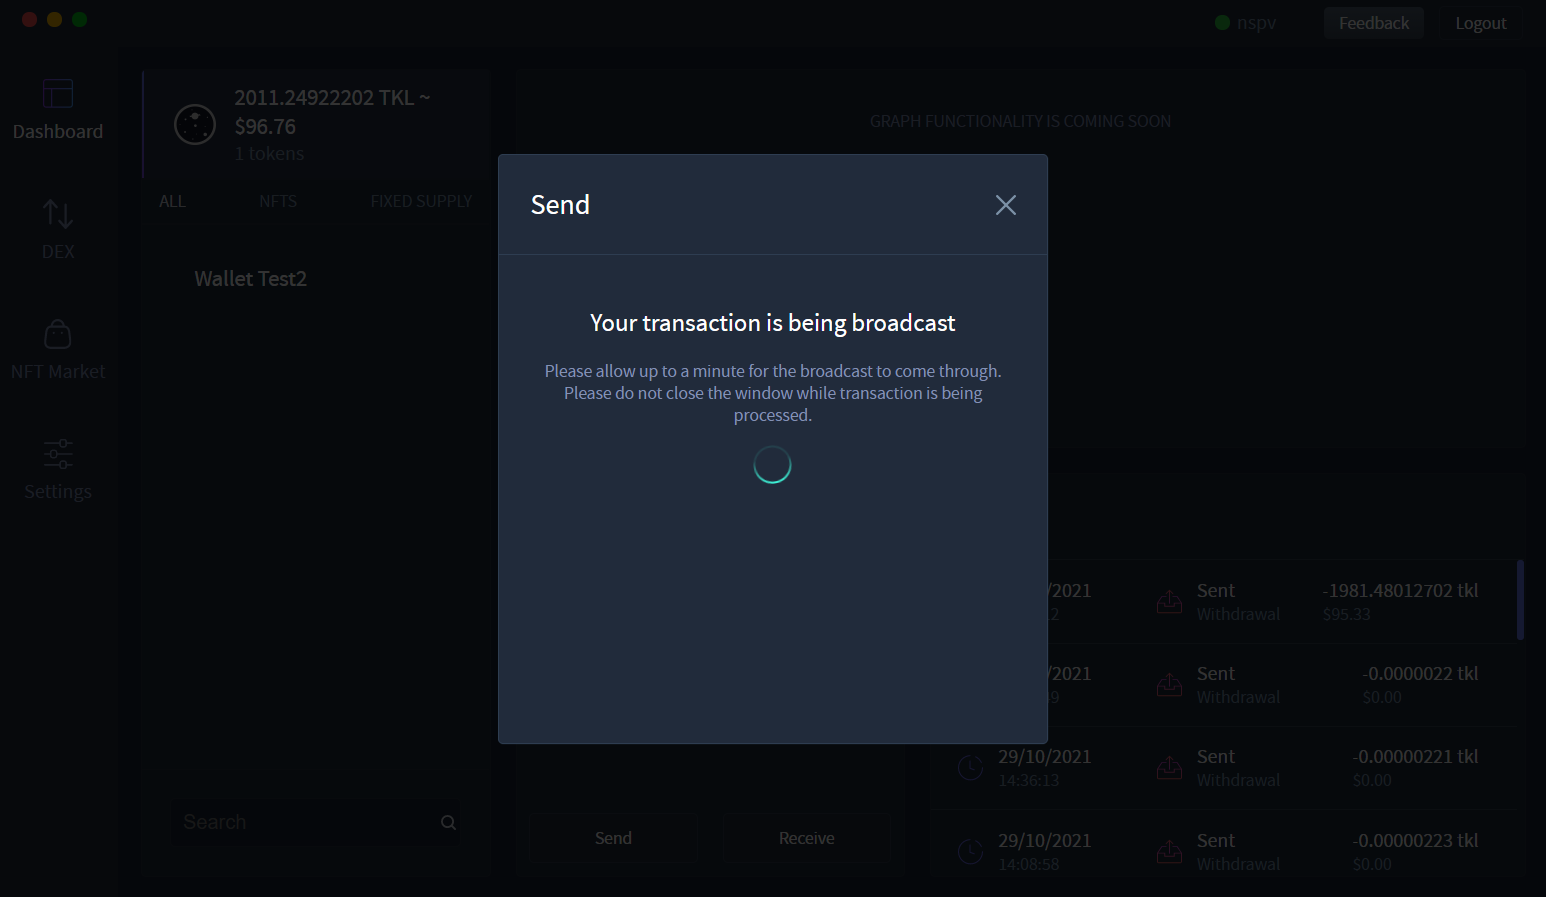 nspv
Feedback
Logout
Dashboard
DEX
NFT Market
Settings
2011.24922202 TKL ~
$96.76
1 tokens
ALL
NFTS
FIXED SUPPLY
Wallet Test2
Search
GRAPH FUNCTIONALITY IS COMING SOON
Send
Your transaction is being broadcast
Please allow up to a minute for the broadcast to come through.
Please do not close the window while transaction is being
processed.
Send
Receive
/2021
Sent
-1981.48012702 tkl
2
Withdrawal
$95.33
/2021
Sent
-0.0000022 tkl
9
Withdrawal
$0.00
29/10/2021
Sent
-0.00000221 tkl
14:36:13
Withdrawal
$0.00
29/10/2021
Sent
-0.00000223 tkl
14:08:58
Withdrawal
$0.00